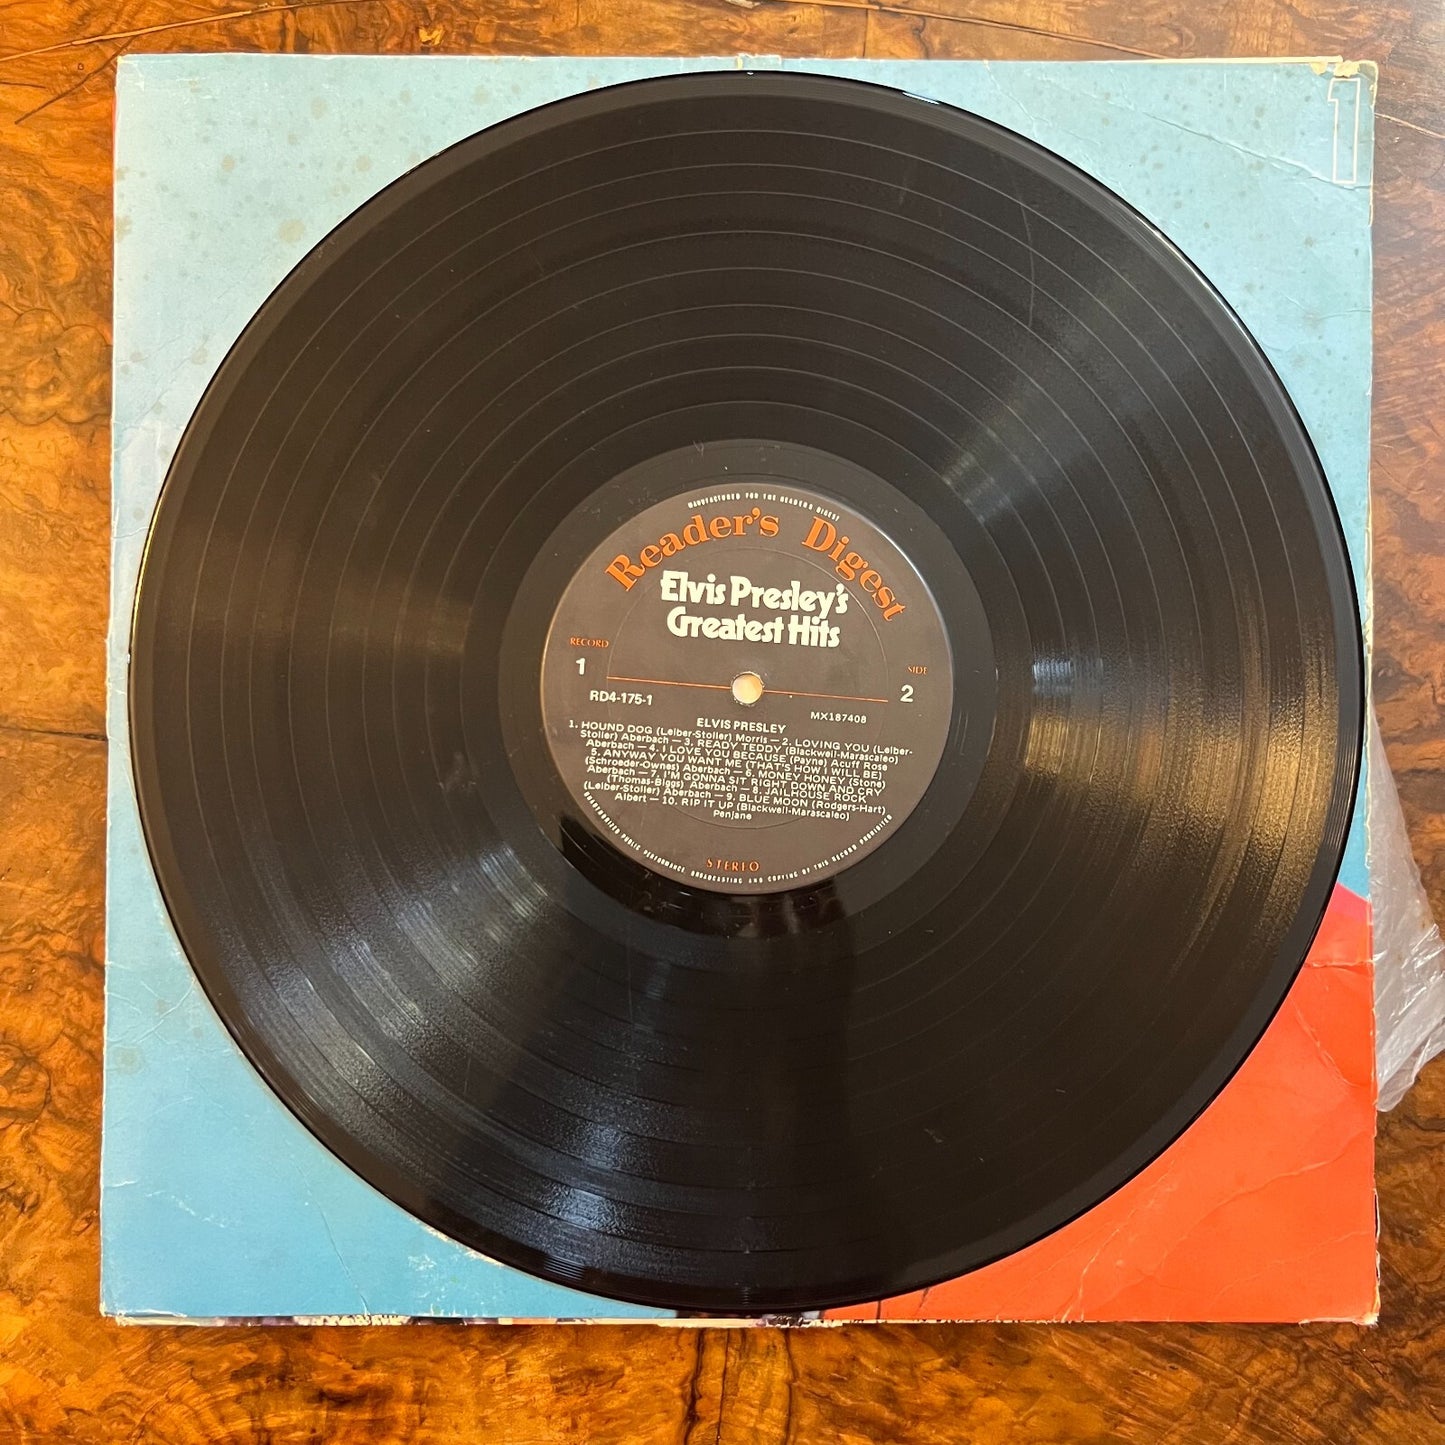 1
MANUFACTURED FOR THE READER'S DIGEST
Reader's Digest
Elvis Presley's
Greatest Hits
RECORD
1
SIDE
2
RD4-175-1
MX187408
ELVIS PRESLEY
1. HOUND DOG (Leiber-Stoller) Morris — 2. LOVING YOU (Leiber-
Stoller) Aberbach — 3. READY TEDDY (Blackwell-Marascaleo)
Aberbach — 4. I LOVE YOU BECAUSE (Payne) Acuff Rose
5. ANYWAY YOU WANT ME (THAT'S HOW I WILL BE)
(Schroeder-Ownes) Aberbach — 6. MONEY HONEY (Stone)
Aberbach — 7. I'M GONNA SIT RIGHT DOWN AND CRY
(Thomas-Biggs) Aberbach — 8. JAILHOUSE ROCK
(Leiber-Stoller) Aberbach — 9. BLUE MOON (Rodgers-Hart)
Albert — 10. RIP IT UP (Blackwell-Marascaleo)
Penjane
STEREO
UNAUTHORIZED PUBLIC PERFORMANCE, BROADCASTING AND COPYING OF THIS RECORD PROHIBITED